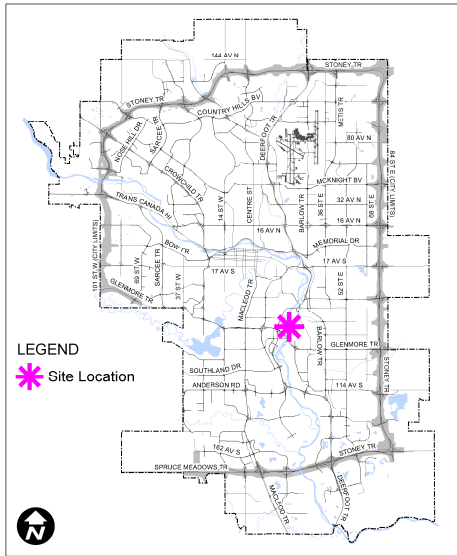 144 AV N
STONEY TR
STONEY TR
COUNTRY HILLS BV
METIS TR
DEERFOOT TR
NOSE HILL DR
SARCEE TR
80 AV N
84 ST E (CITY LIMITS)
CROWCHILD TR
MCKNIGHT BV
TRANS CANADA HI
14 ST W
CENTRE ST
BARLOW TR
36 ST E
32 AV N
68 ST E
16 AV N
16 AV N
101 ST W (CITY LIMITS)
BOW TR
MEMORIAL DR
69 ST W
SARCEE TR
37 ST W
17 AV S
17 AV S
MACLEOD TR
52 ST E
GLENMORE TR
LEGEND
Site Location
BARLOW TR
GLENMORE TR
STONEY TR
SOUTHLAND DR
ANDERSON RD
114 AV S
162 AV S
STONEY TR
SPRUCE MEADOWS TR
MACLEOD TR
DEERFOOT TR
N